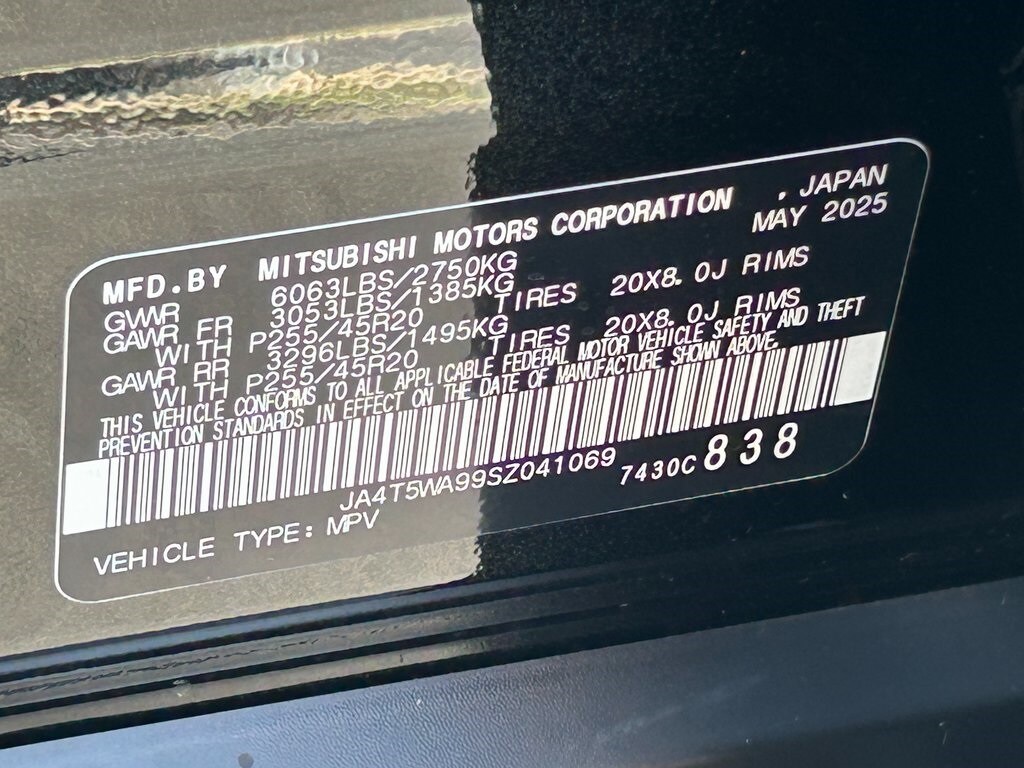 MFD.BY MITSUBISHI MOTORS CORPORATION . JAPAN
MAY 2025
GVWR 6063LBS/2750KG
GAWR FR 3053LBS/1385KG
WITH P255/45R20 TIRES 20X8.0J RIMS
GAWR RR 3296LBS/1495KG
WITH P255/45R20 TIRES 20X8.0J RIMS
THIS VEHICLE CONFORMS TO ALL APPLICABLE FEDERAL MOTOR VEHICLE SAFETY AND THEFT
PREVENTION STANDARDS IN EFFECT ON THE DATE OF MANUFACTURE SHOWN ABOVE.
JA4T5WA99SZ041069 7430C 838
VEHICLE TYPE: MPV